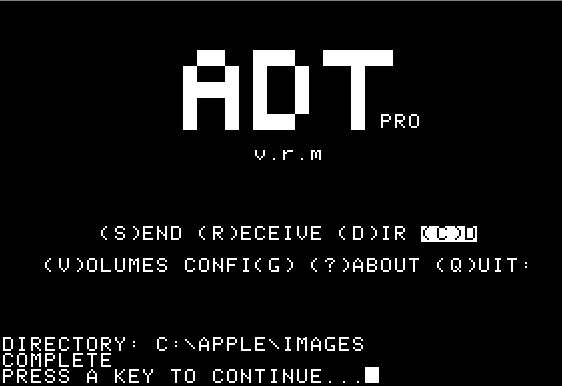 ADT PRO
v.r.m
(S)END (R)ECEIVE (D)IR (C)D
(V)OLUMES CONFI(G) (?)ABOUT (Q)UIT:
DIRECTORY: C:\APPLE\IMAGES
COMPLETE
PRESS A KEY TO CONTINUE...